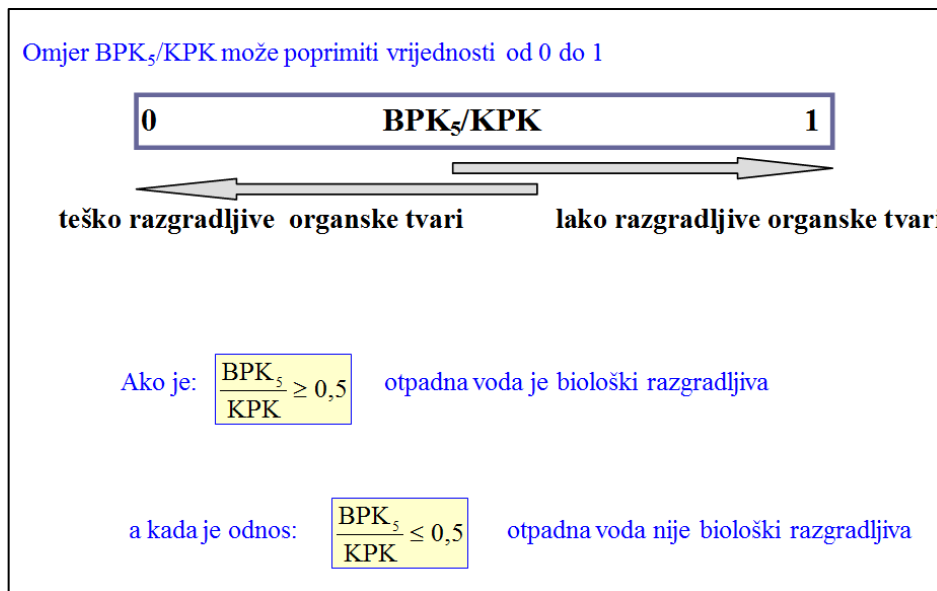 Omjer BPK₅/KPK može poprimiti vrijednosti od 0 do 1
0 BPK₅/KPK 1
teško razgradljive organske tvari lako razgradljive organske tvari
Ako je: BPK₅/KPK ≥ 0,5 otpadna voda je biološki razgradljiva
a kada je odnos: BPK₅/KPK ≤ 0,5 otpadna voda nije biološki razgradljiva